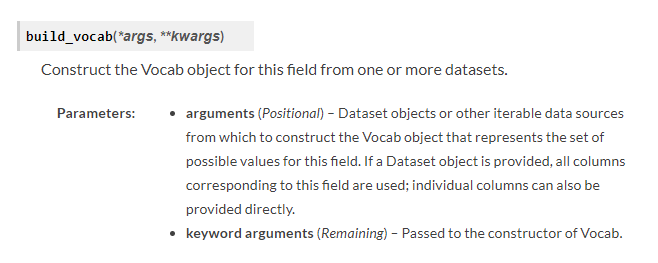 build_vocab(*args, **kwargs)
Construct the Vocab object for this field from one or more datasets.
Parameters:
• arguments (Positional) – Dataset objects or other iterable data sources
from which to construct the Vocab object that represents the set of
possible values for this field. If a Dataset object is provided, all columns
corresponding to this field are used; individual columns can also be
provided directly.
• keyword arguments (Remaining) – Passed to the constructor of Vocab.